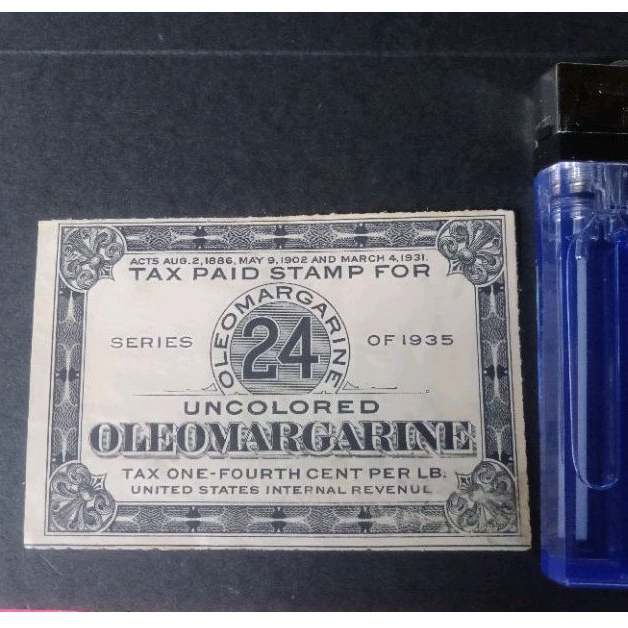 ACTS AUG. 2, 1886, MAY 9, 1902 AND MARCH 4, 1931.
TAX PAID STAMP FOR
OLEOMARGARINE
SERIES 24 OF 1935
UNCOLORED
OLEOMARGARINE
TAX ONE-FOURTH CENT PER LB.
UNITED STATES INTERNAL REVENUE